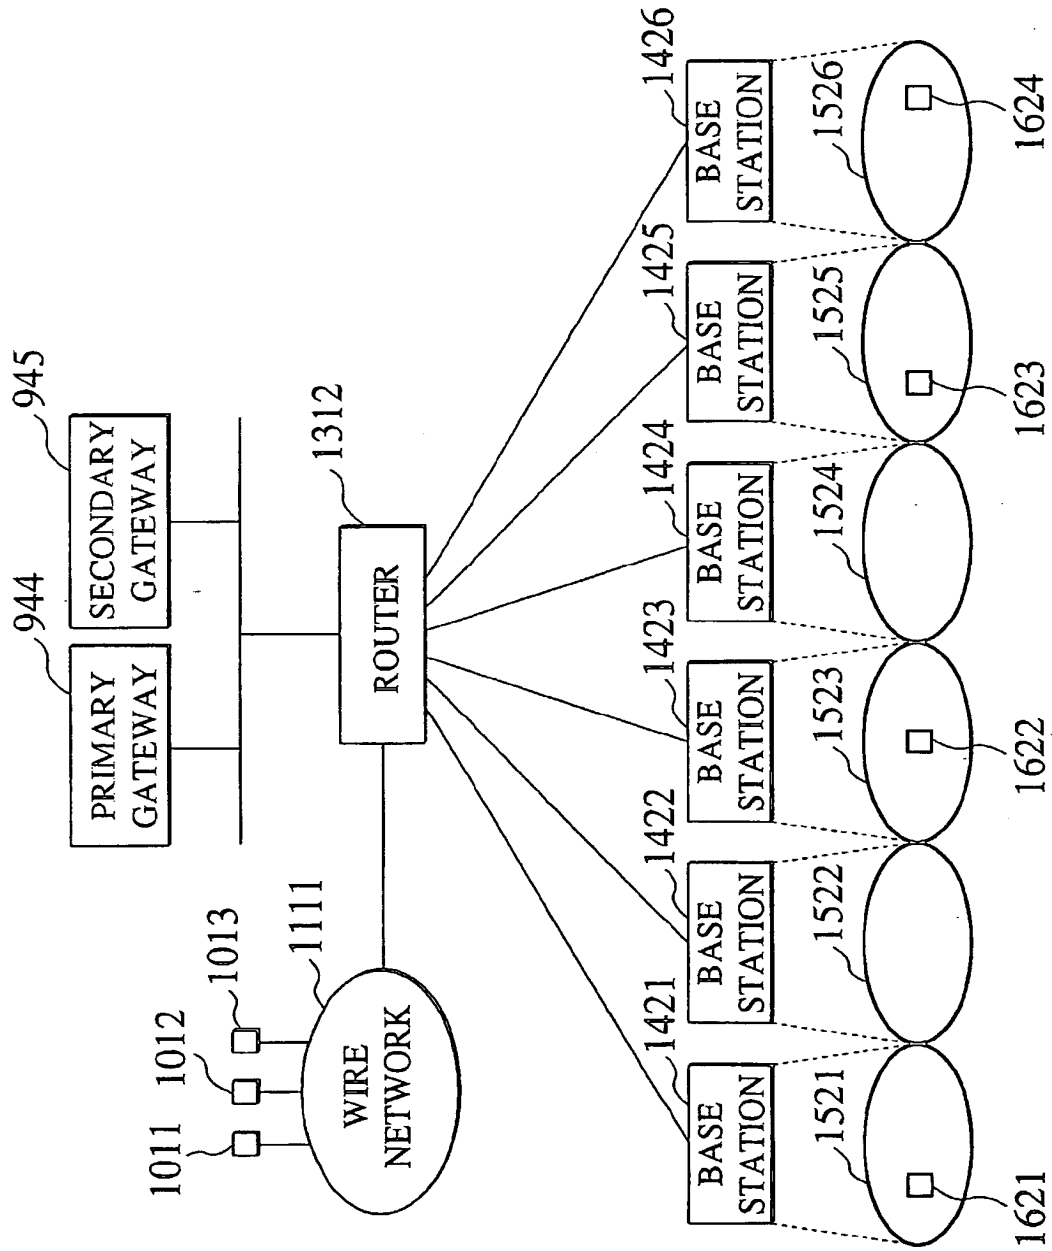 944
945
PRIMARY
GATEWAY
SECONDARY
GATEWAY
1011
1012
1013
1111
WIRE
NETWORK
1312
ROUTER
1421
1422
1423
1424
1425
1426
BASE
STATION
BASE
STATION
BASE
STATION
BASE
STATION
BASE
STATION
BASE
STATION
1521
1522
1523
1524
1525
1526
1621
1622
1623
1624